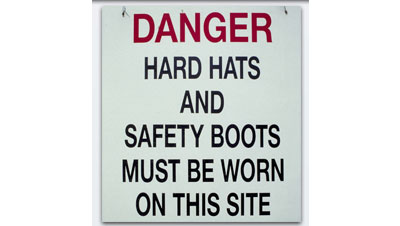 DANGER
HARD HATS
AND
SAFETY BOOTS
MUST BE WORN
ON THIS SITE